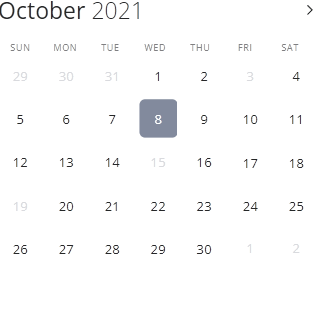 October 2021
SUN MON TUE WED THU FRI SAT
29 30 31 1 2 3 4
5 6 7 8 9 10 11
12 13 14 15 16 17 18
19 20 21 22 23 24 25
26 27 28 29 30 1 2